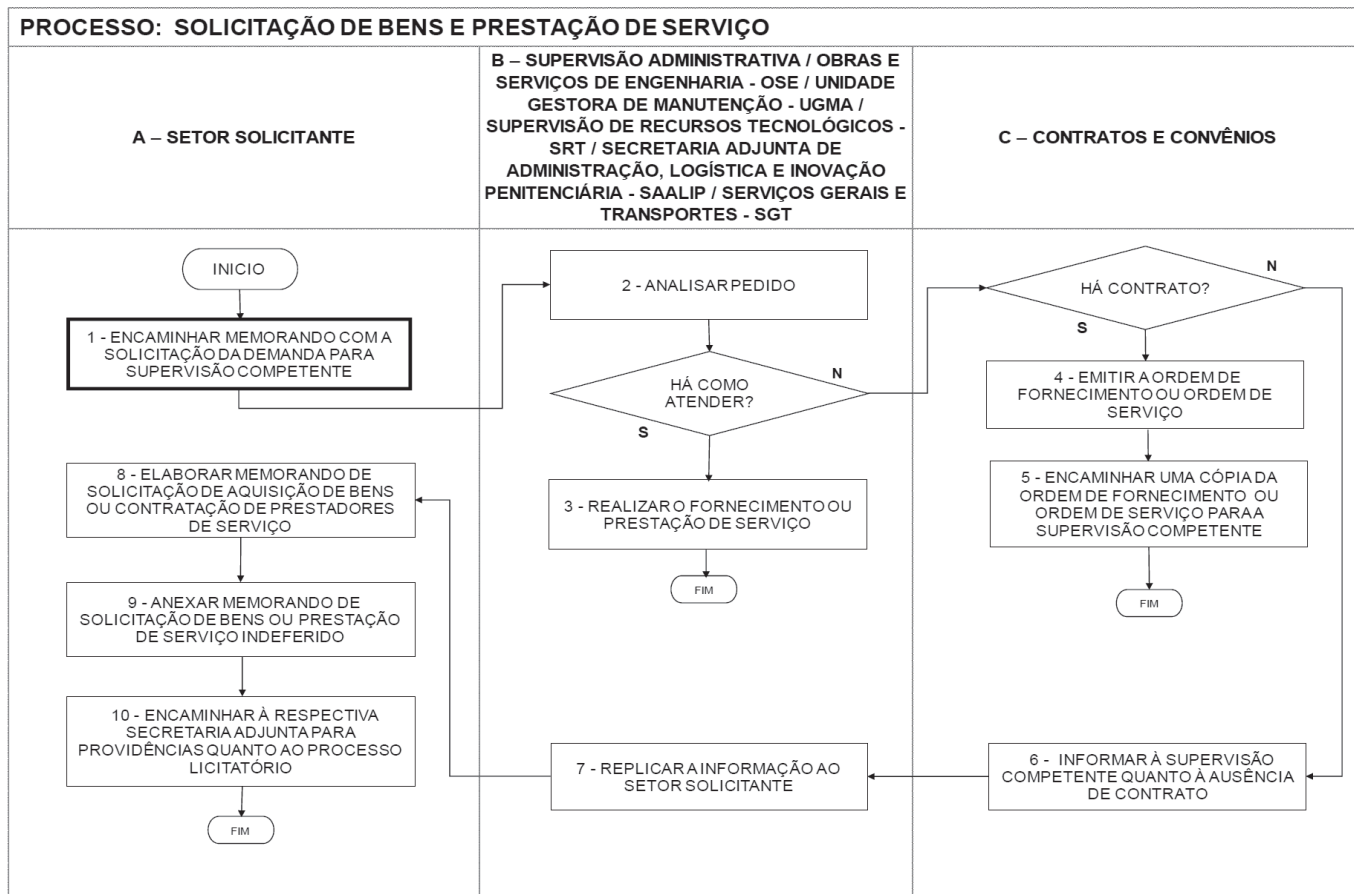 PROCESSO: SOLICITAÇÃO DE BENS E PRESTAÇÃO DE SERVIÇO
A – SETOR SOLICITANTE
B – SUPERVISÃO ADMINISTRATIVA / OBRAS E
SERVIÇOS DE ENGENHARIA - OSE / UNIDADE
GESTORA DE MANUTENÇÃO - UGMA /
SUPERVISÃO DE RECURSOS TECNOLÓGICOS -
SRT / SECRETARIA ADJUNTA DE
ADMINISTRAÇÃO, LOGÍSTICA E INOVAÇÃO
PENITENCIÁRIA - SAALIP / SERVIÇOS GERAIS E
TRANSPORTES - SGT
C – CONTRATOS E CONVÊNIOS
INICIO
1 - ENCAMINHAR MEMORANDO COM A
SOLICITAÇÃO DA DEMANDA PARA
SUPERVISÃO COMPETENTE
8 - ELABORAR MEMORANDO DE
SOLICITAÇÃO DE AQUISIÇÃO DE BENS
OU CONTRATAÇÃO DE PRESTADORES
DE SERVIÇO
9 - ANEXAR MEMORANDO DE
SOLICITAÇÃO DE BENS OU PRESTAÇÃO
DE SERVIÇO INDEFERIDO
10 - ENCAMINHAR À RESPECTIVA
SECRETARIA ADJUNTA PARA
PROVIDÊNCIAS QUANTO AO PROCESSO
LICITATÓRIO
FIM
2 - ANALISAR PEDIDO
HÁ COMO
ATENDER?
N
S
3 - REALIZAR O FORNECIMENTO OU
PRESTAÇÃO DE SERVIÇO
FIM
7 - REPLICAR A INFORMAÇÃO AO
SETOR SOLICITANTE
HÁ CONTRATO?
N
S
4 - EMITIR A ORDEM DE
FORNECIMENTO OU ORDEM DE
SERVIÇO
5 - ENCAMINHAR UMA CÓPIA DA
ORDEM DE FORNECIMENTO OU
ORDEM DE SERVIÇO PARA A
SUPERVISÃO COMPETENTE
FIM
6 - INFORMAR À SUPERVISÃO
COMPETENTE QUANTO À AUSÊNCIA
DE CONTRATO